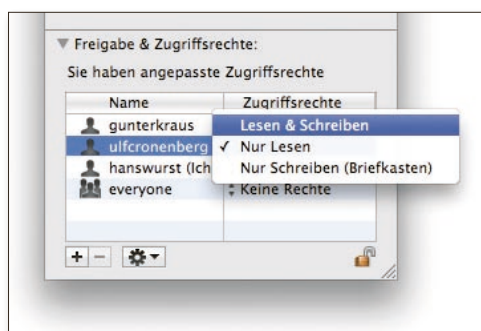 Freigabe & Zugriffsrechte:
Sie haben angepasste Zugriffsrechte
Name Zugriffsrechte
gunterkraus Lesen & Schreiben
ulfcronenberg ✓ Nur Lesen
hanswurst (Ich Nur Schreiben (Briefkasten)
everyone Keine Rechte